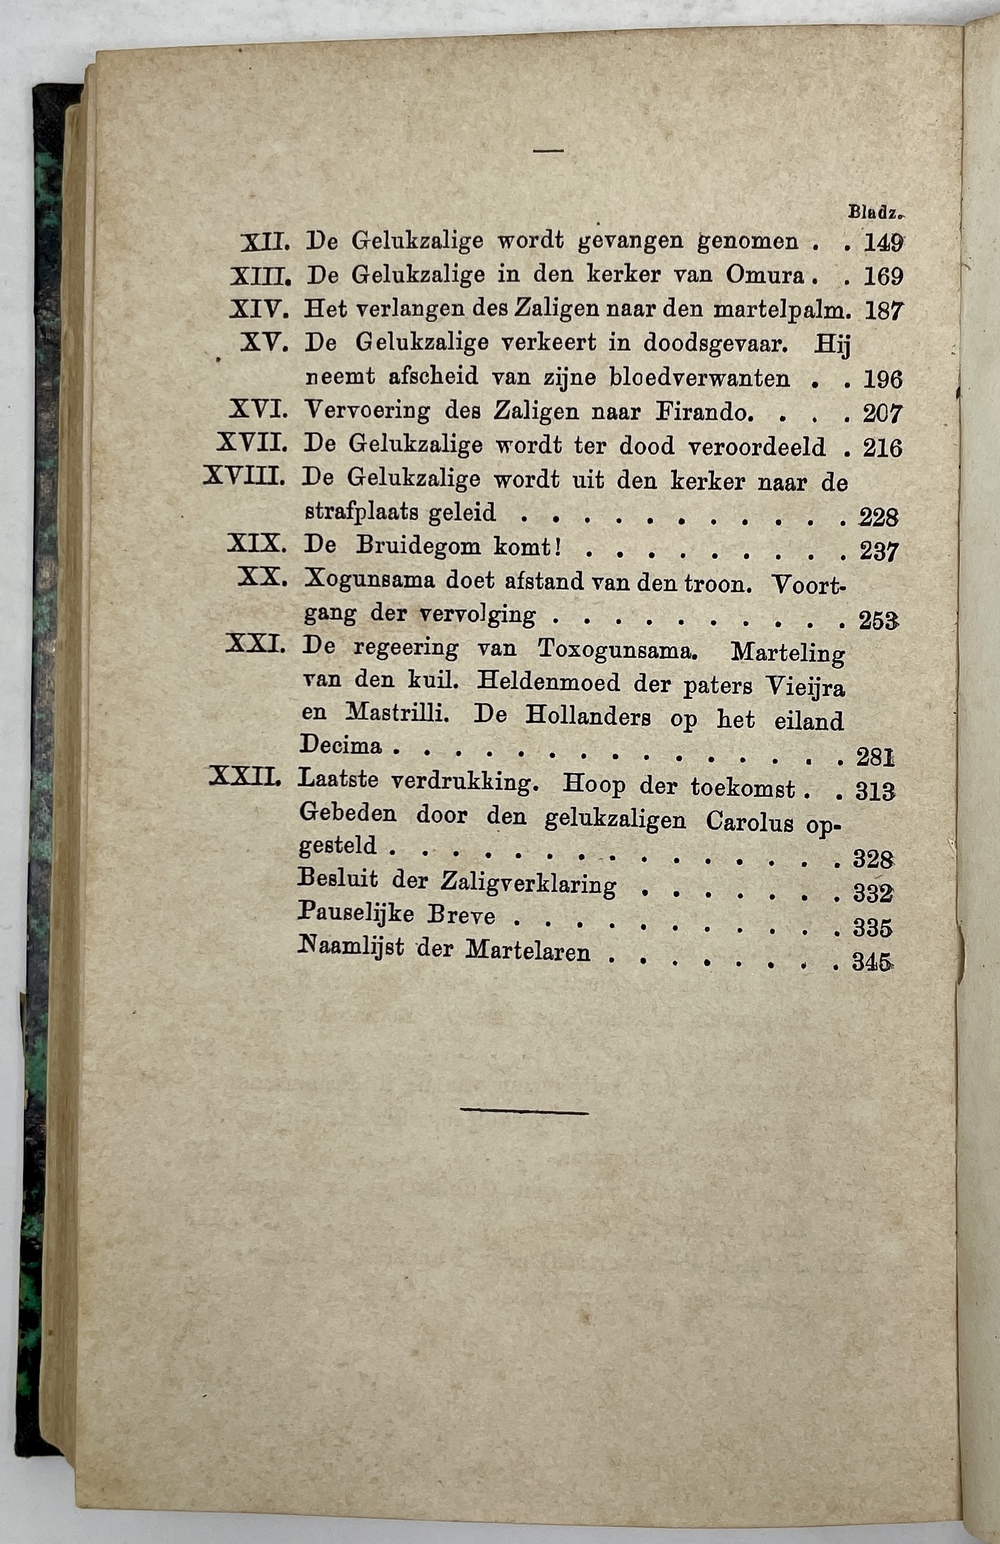 Bladz.
XII. De Gelukzalige wordt gevangen genomen . . 149
XIII. De Gelukzalige in den kerker van Omura . . 169
XIV. Het verlangen des Zaligen naar den martelpalm. 187
XV. De Gelukzalige verkeert in doodsgevaar. Hij
neemt afscheid van zijne bloedverwanten . . 196
XVI. Vervoering des Zaligen naar Firando. . . . 207
XVII. De Gelukzalige wordt ter dood veroordeeld . 216
XVIII. De Gelukzalige wordt uit den kerker naar de
strafplaats geleid . . . . . . . . . . . 228
XIX. De Bruidegom komt! . . . . . . . . . 237
XX. Xogunsama doet afstand van den troon. Voort-
gang der vervolging . . . . . . . . . . 253
XXI. De regeering van Toxogunsama. Marteling
van den kuil. Heldenmoed der paters Vieijra
en Mastrilli. De Hollanders op het eiland
Decima . . . . . . . . . . . . . . . 281
XXII. Laatste verdrukking. Hoop der toekomst . . 313
Gebeden door den gelukzaligen Carolus op-
gesteld . . . . . . . . . . . . . . . 328
Besluit der Zaligverklaring . . . . . . . 332
Pauselijke Breve . . . . . . . . . . . 335
Naamlijst der Martelaren . . . . . . . . 345